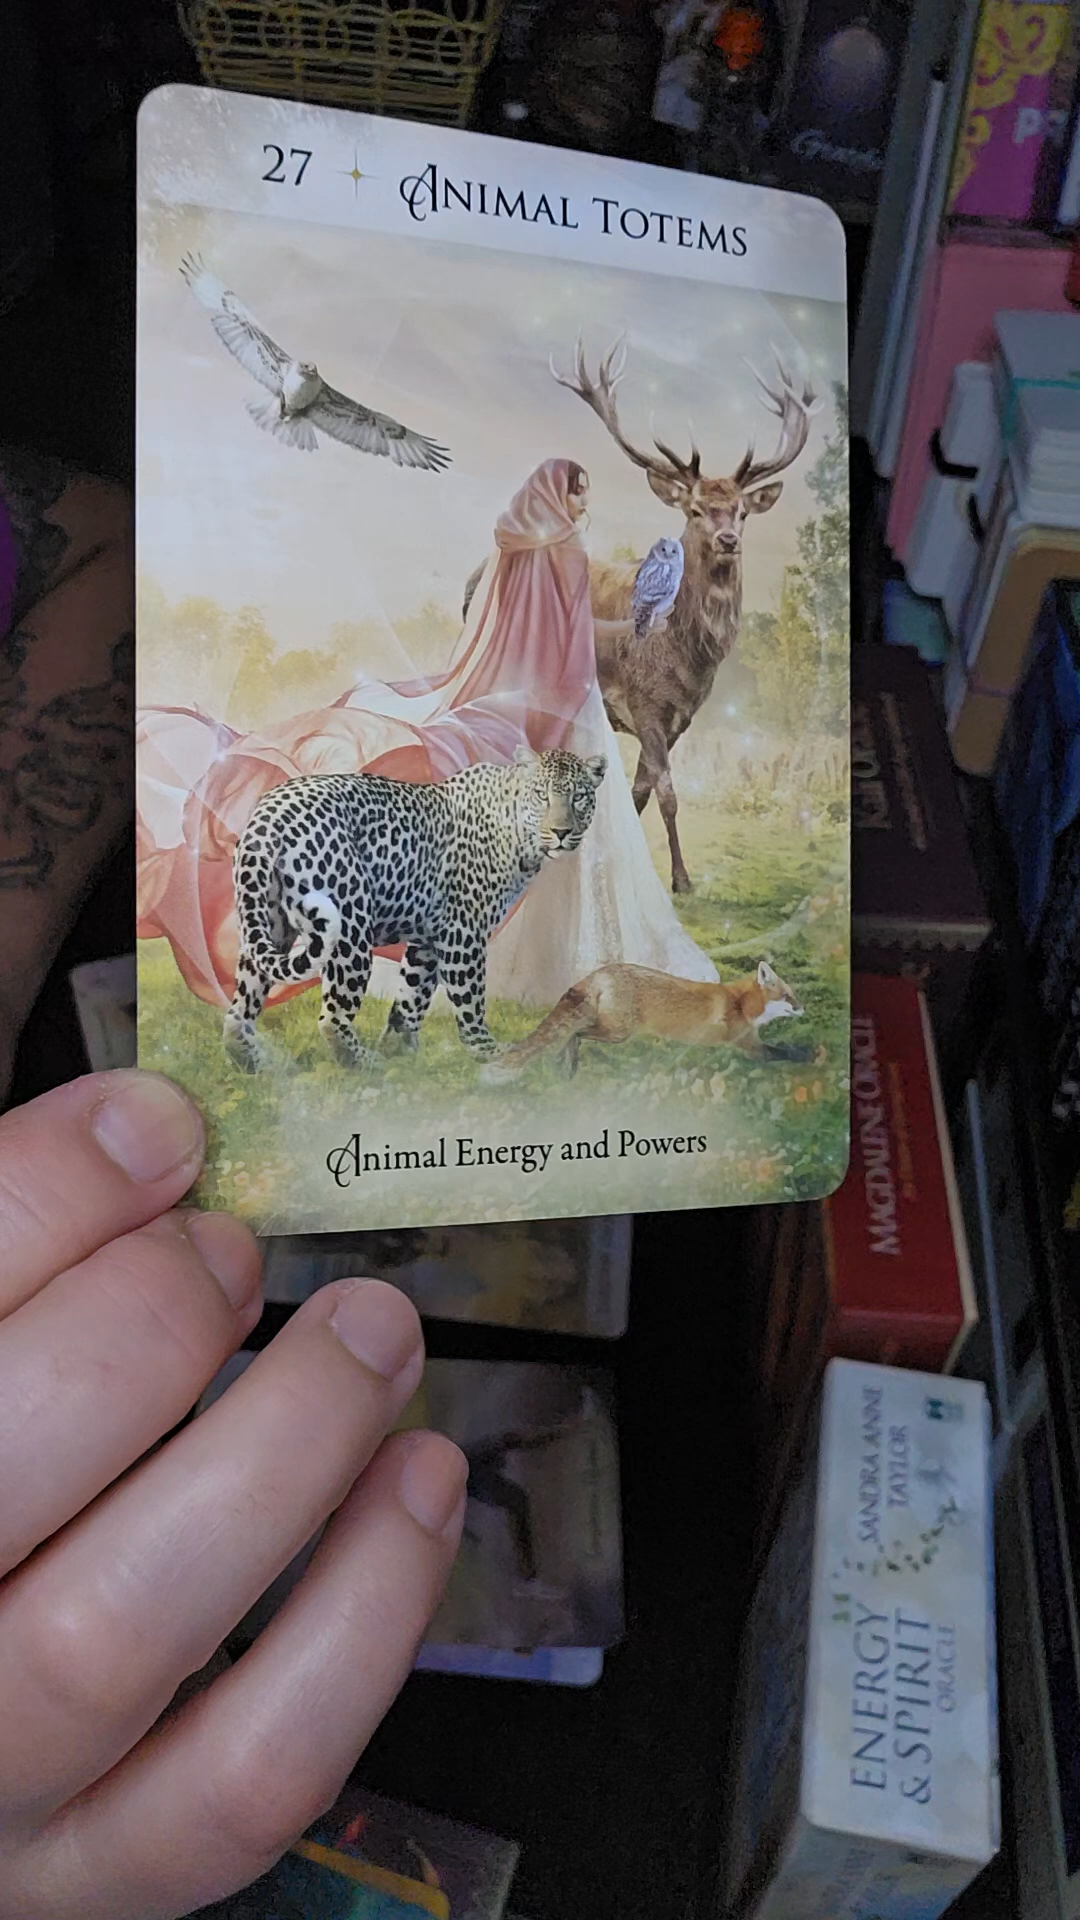 27 ANIMAL TOTEMS
Animal Energy and Powers
MAGDALENE ORACLE
SANDRA ANNE
TAYLOR
ENERGY
& SPIRIT
ORACLE